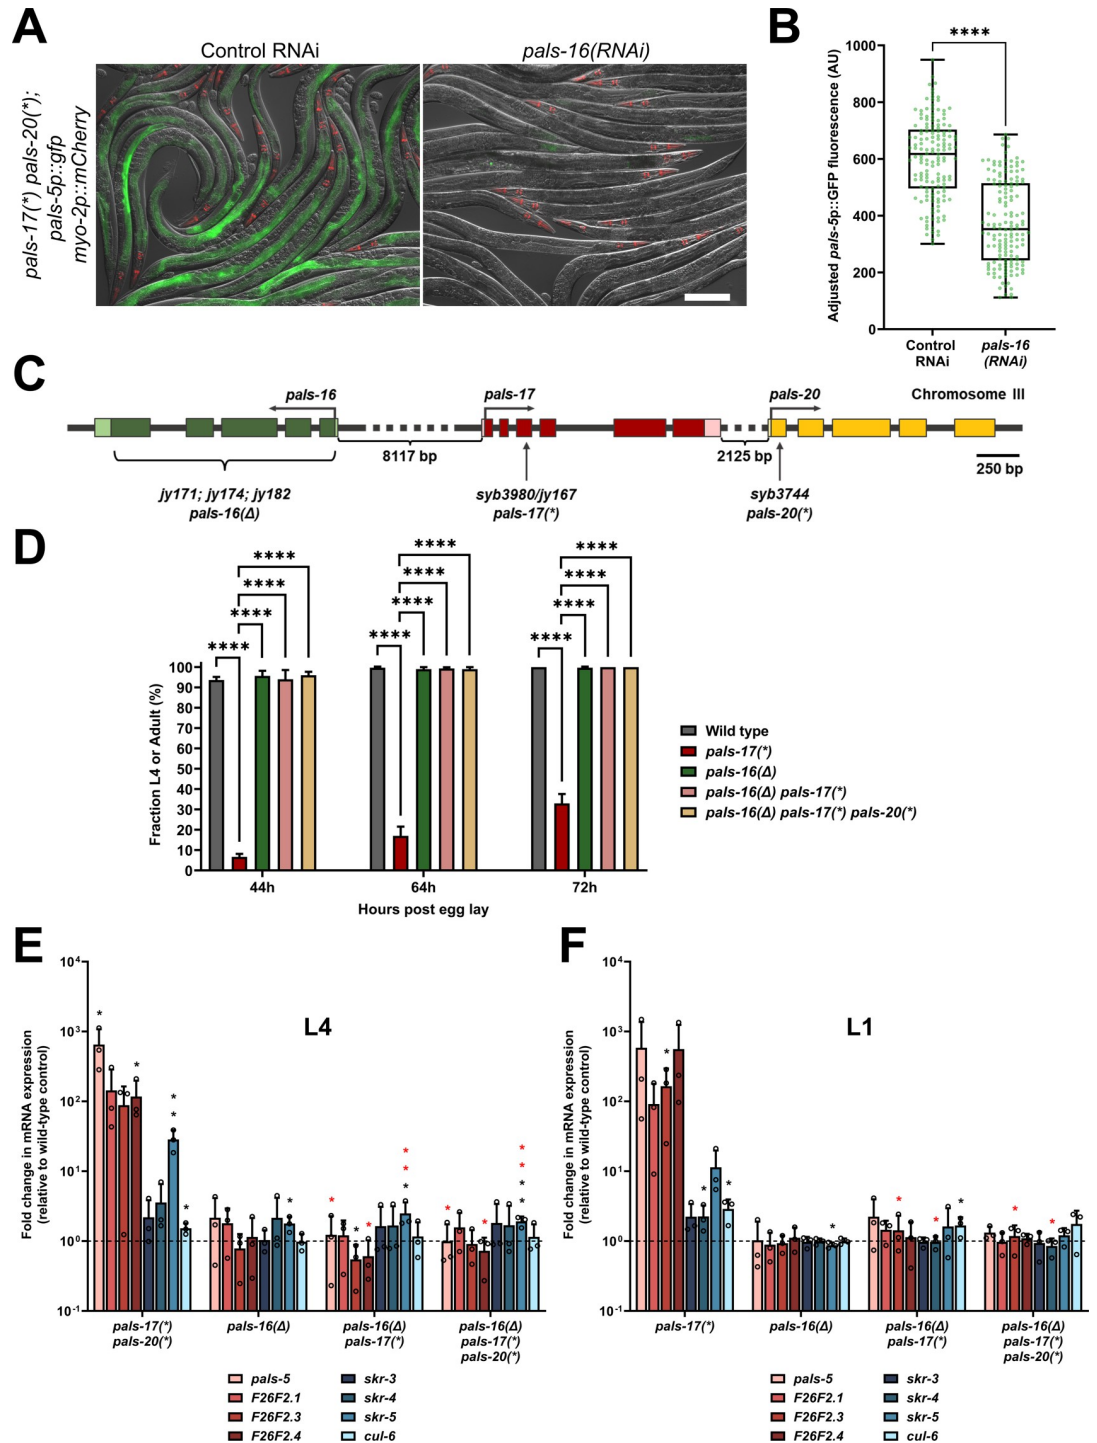 A
Control RNAi
pals-16(RNAi)
pals-17(*) pals-20(*);
pals-5p::gfp
myo-2p::mCherry
B
****
Adjusted pals-5p::GFP fluorescence (AU)
1000
800
600
400
200
0
Control
RNAi
pals-16
(RNAi)
C
pals-16
pals-17
pals-20
Chromosome III
8117 bp
2125 bp
250 bp
jy171; jy174; jy182
pals-16(Δ)
syb3980/jy167
pals-17(*)
syb3744
pals-20(*)
D
****
****
****
****
****
****
****
****
****
****
****
****
Fraction L4 or Adult (%)
100
90
80
70
60
50
40
30
20
10
0
44h
64h
72h
Hours post egg lay
Wild type
pals-17(*)
pals-16(Δ)
pals-16(Δ) pals-17(*)
pals-16(Δ) pals-17(*) pals-20(*)
E
L4
Fold change in mRNA expression
(relative to wild-type control)
10⁴
10³
10²
10¹
10⁰
10⁻¹
*
*
**
*
*
*
*
*
*****
*
*
*****
pals-17(*)
pals-20(*)
pals-16(Δ)
pals-16(Δ)
pals-17(*)
pals-16(Δ)
pals-17(*)
pals-20(*)
pals-5
F26F2.1
F26F2.3
F26F2.4
skr-3
skr-4
skr-5
cul-6
F
L1
Fold change in mRNA expression
(relative to wild-type control)
10⁴
10³
10²
10¹
10⁰
10⁻¹
*
*
*
*
*
*
*
*
*
pals-17(*)
pals-16(Δ)
pals-16(Δ)
pals-17(*)
pals-16(Δ)
pals-17(*)
pals-20(*)
pals-5
F26F2.1
F26F2.3
F26F2.4
skr-3
skr-4
skr-5
cul-6